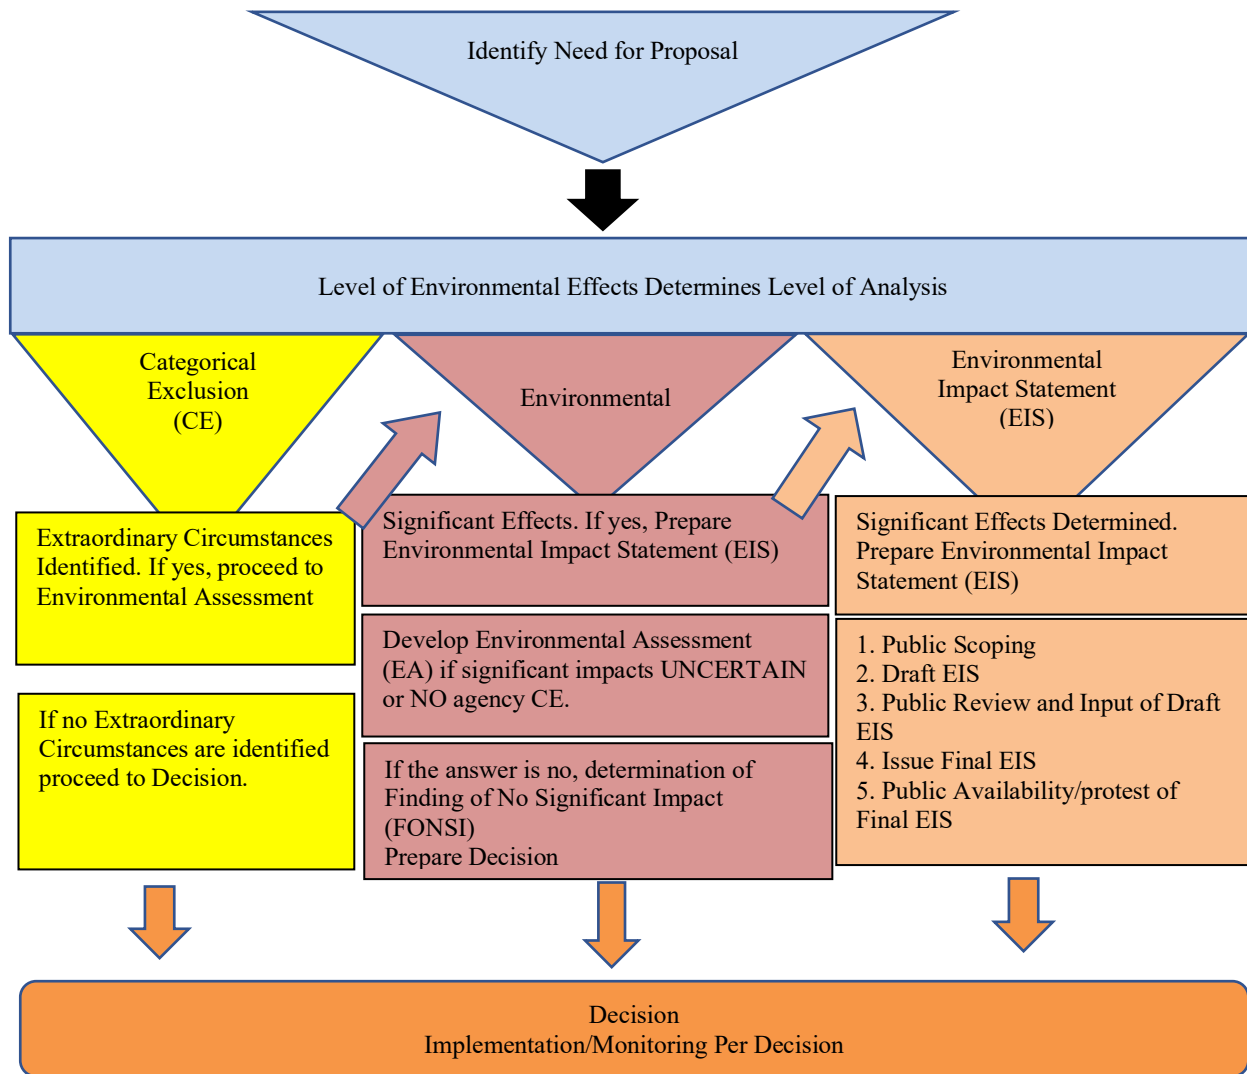 Identify Need for Proposal
Level of Environmental Effects Determines Level of Analysis
Categorical
Exclusion
(CE)
Environmental
Environmental
Impact Statement
(EIS)
Extraordinary Circumstances
Identified. If yes, proceed to
Environmental Assessment
If no Extraordinary
Circumstances are identified
proceed to Decision.
Significant Effects. If yes, Prepare
Environmental Impact Statement (EIS)
Develop Environmental Assessment
(EA) if significant impacts UNCERTAIN
or NO agency CE.
If the answer is no, determination of
Finding of No Significant Impact
(FONSI)
Prepare Decision
Significant Effects Determined.
Prepare Environmental Impact
Statement (EIS)
1. Public Scoping
2. Draft EIS
3. Public Review and Input of Draft
EIS
4. Issue Final EIS
5. Public Availability/protest of
Final EIS
Decision
Implementation/Monitoring Per Decision